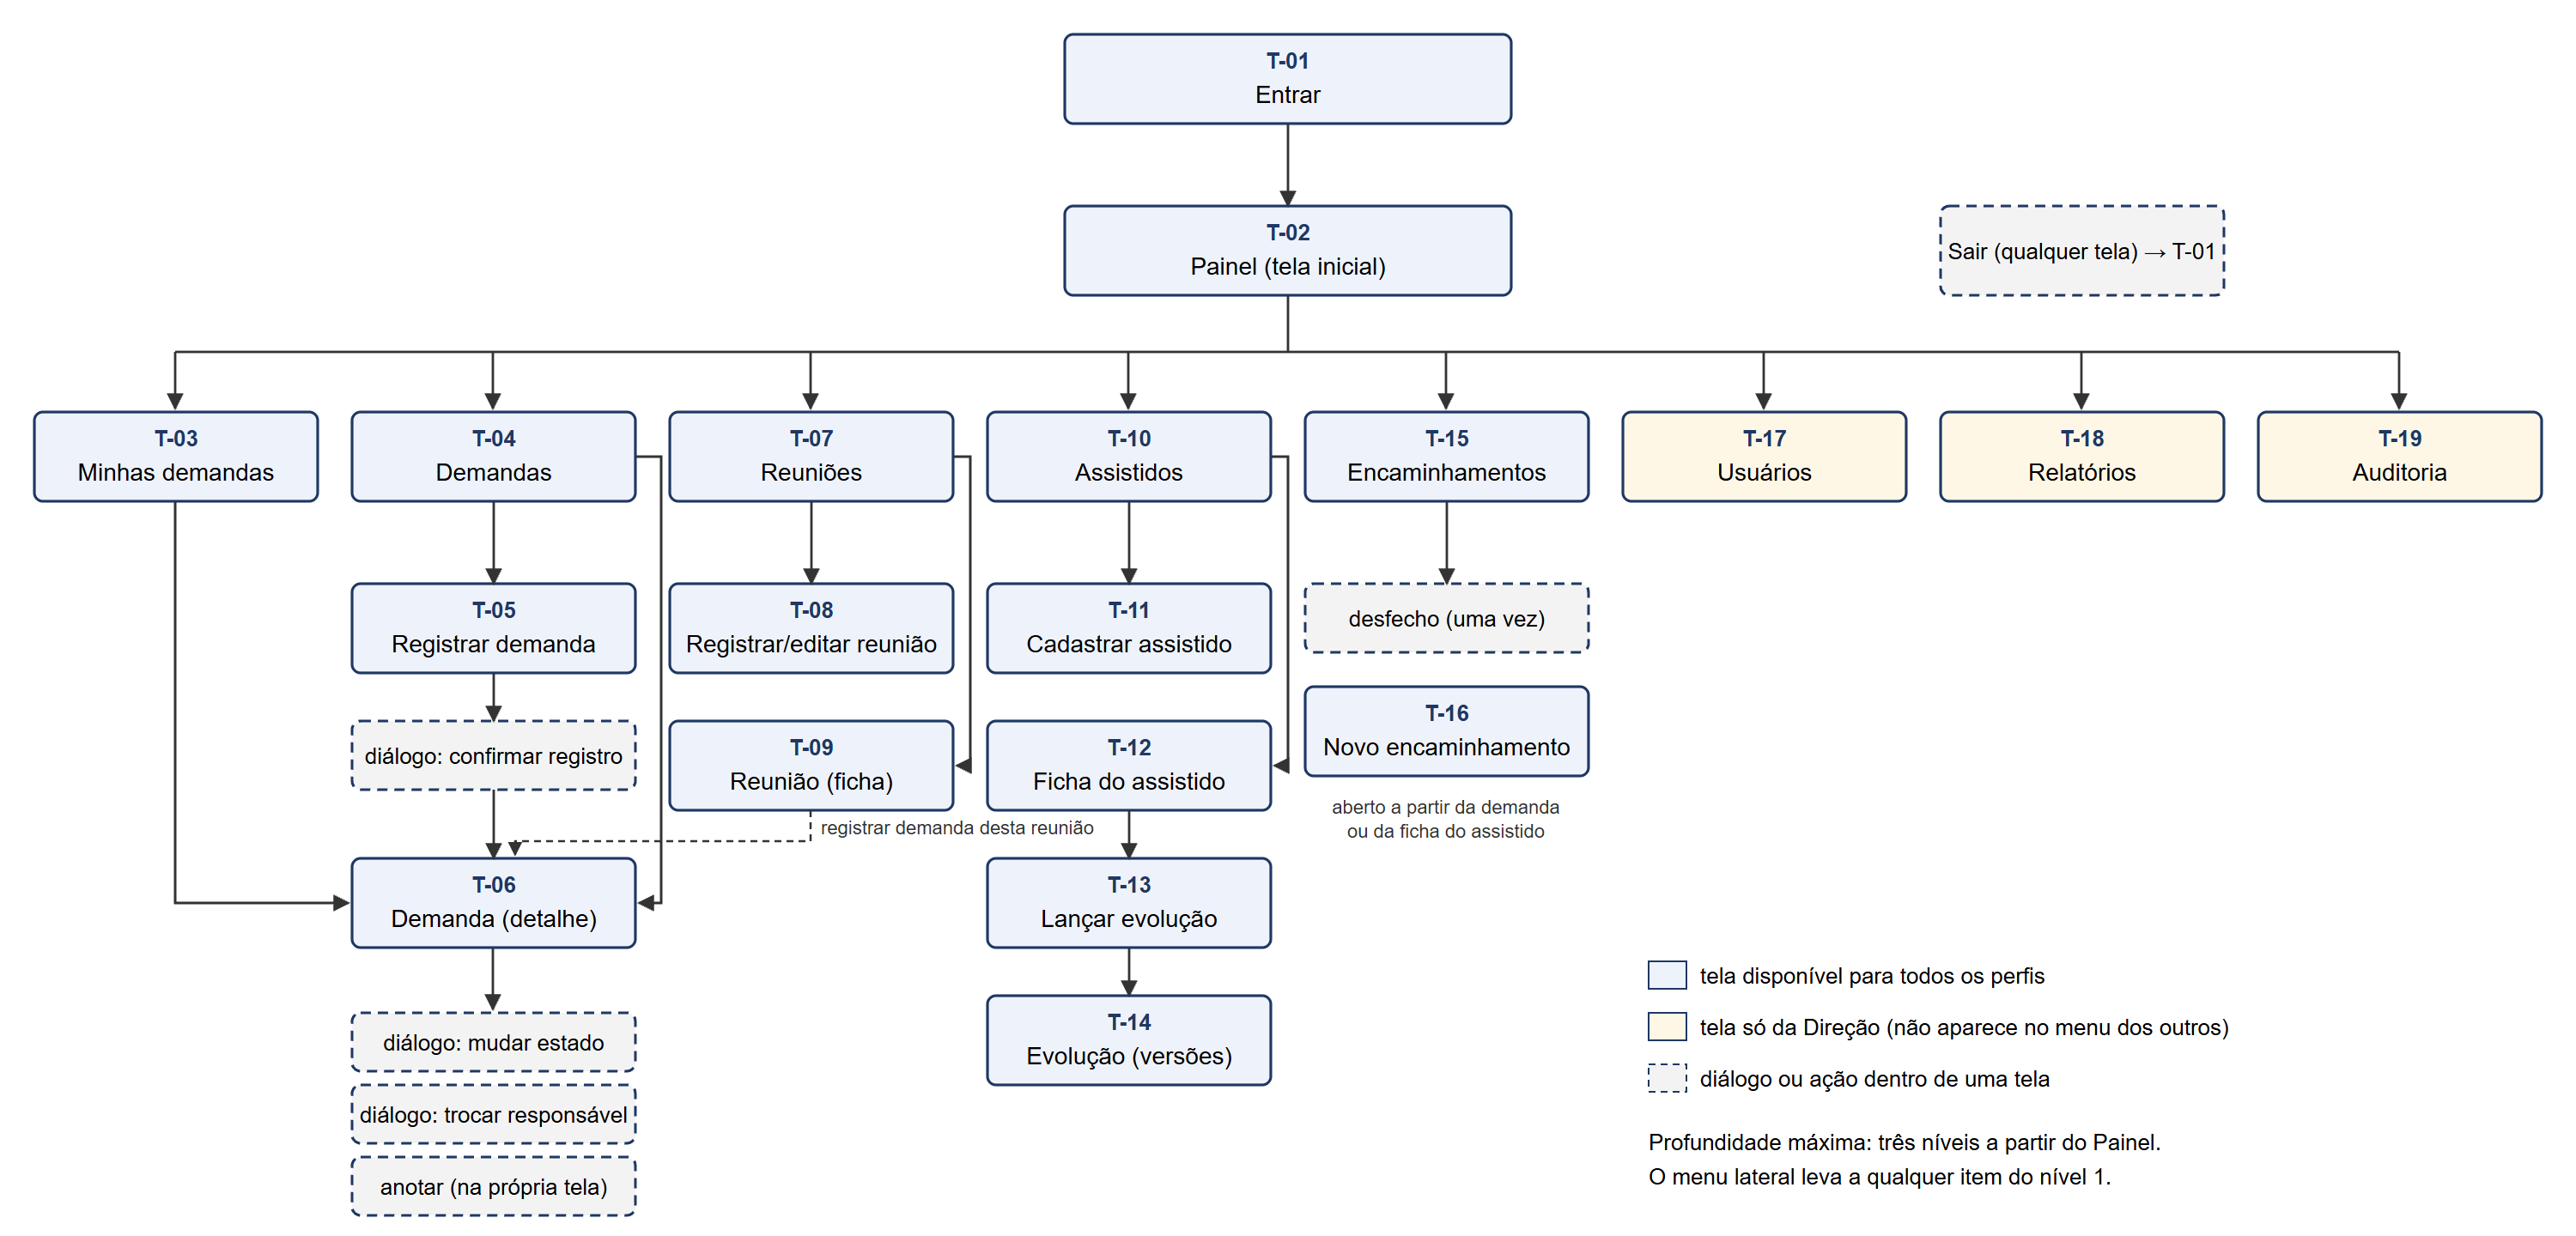 T-01
Entrar
T-02
Painel (tela inicial)
Sair (qualquer tela) → T-01
T-03
Minhas demandas
T-04
Demandas
T-07
Reuniões
T-10
Assistidos
T-15
Encaminhamentos
T-17
Usuários
T-18
Relatórios
T-19
Auditoria
T-05
Registrar demanda
T-08
Registrar/editar reunião
T-11
Cadastrar assistido
desfecho (uma vez)
diálogo: confirmar registro
T-09
Reunião (ficha)
T-12
Ficha do assistido
T-16
Novo encaminhamento
aberto a partir da demanda
ou da ficha do assistido
registrar demanda desta reunião
T-06
Demanda (detalhe)
T-13
Lançar evolução
T-14
Evolução (versões)
diálogo: mudar estado
diálogo: trocar responsável
anotar (na própria tela)
tela disponível para todos os perfis
tela só da Direção (não aparece no menu dos outros)
diálogo ou ação dentro de uma tela
Profundidade máxima: três níveis a partir do Painel.
O menu lateral leva a qualquer item do nível 1.